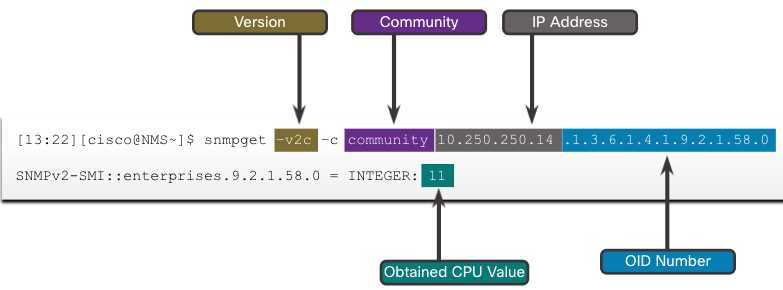 Version Community IP Address
[13:22][cisco@NMS~]$ snmpget -v2c -c community 10.250.250.14 .1.3.6.1.4.1.9.2.1.58.0
SNMPv2-SMI::enterprises.9.2.1.58.0 = INTEGER: 11
Obtained CPU Value OID Number